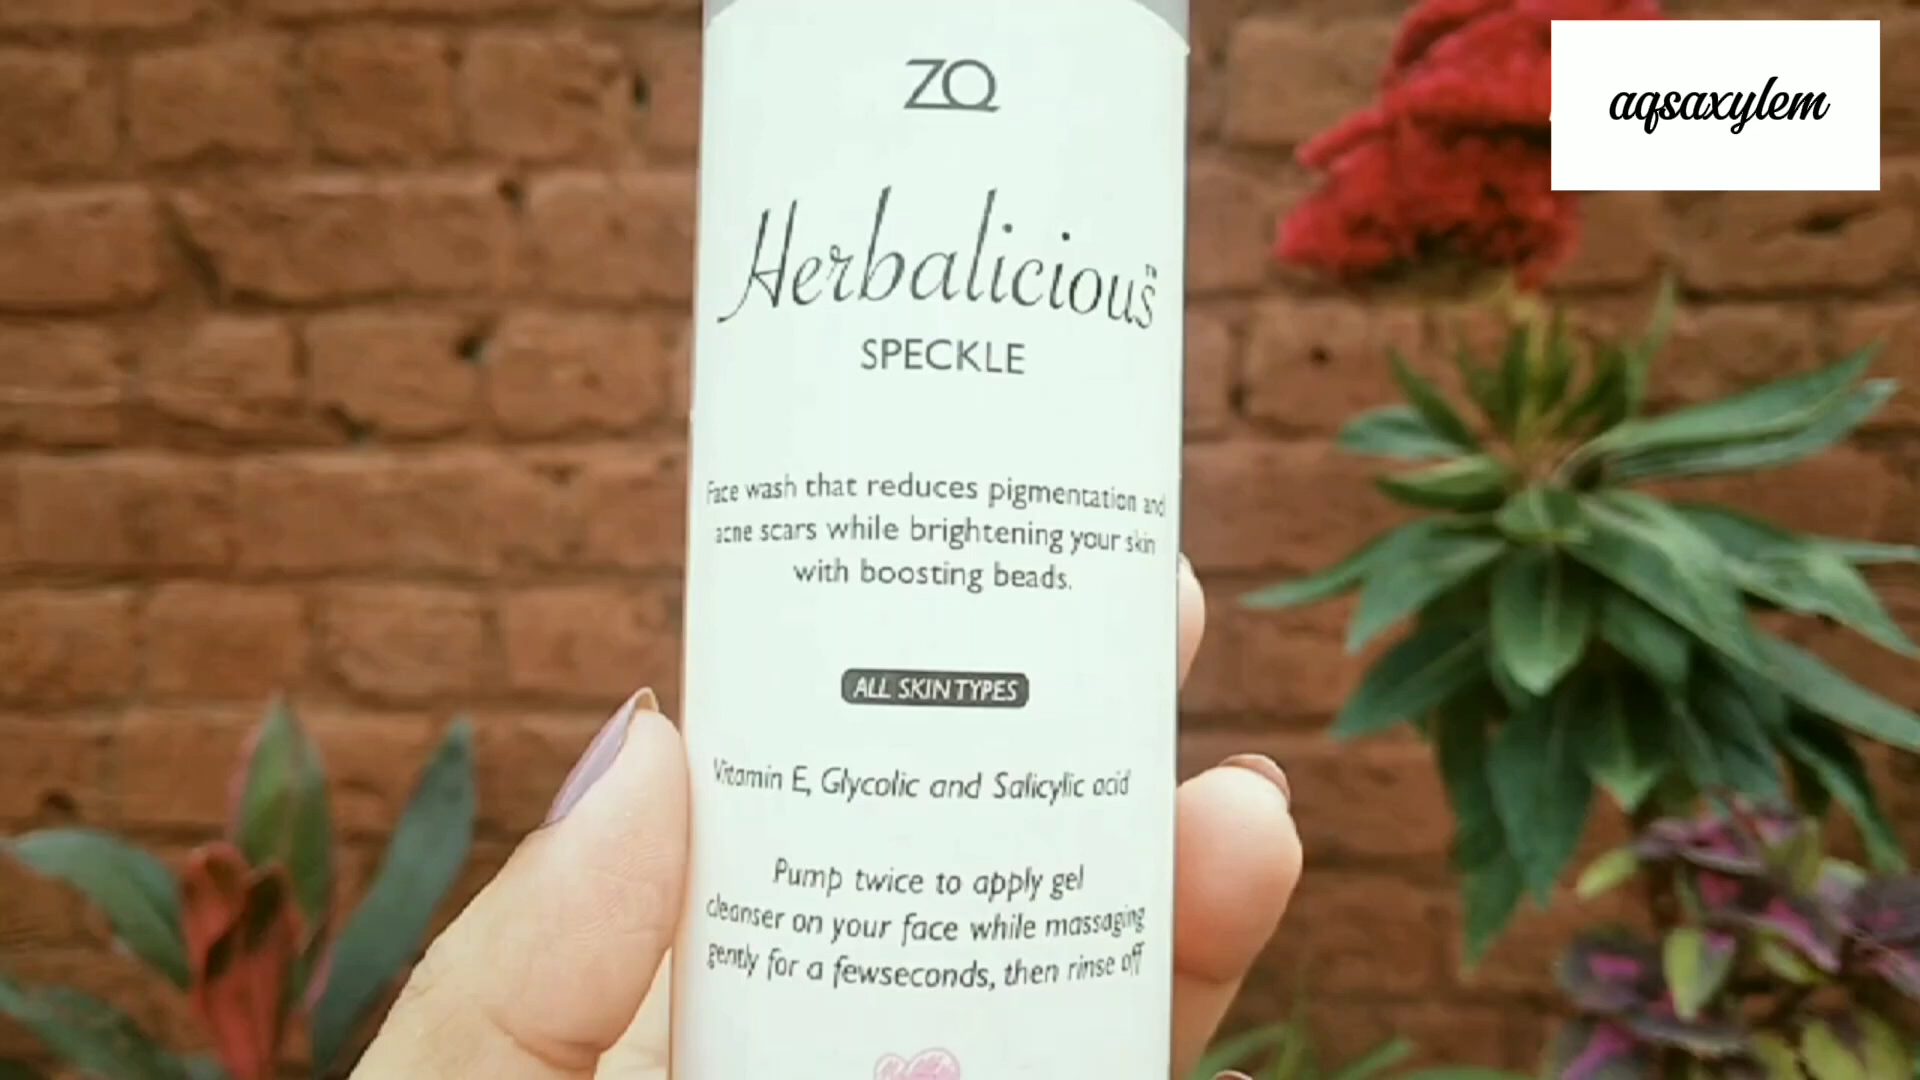 ZQ
Herbalicious™
SPECKLE
Face wash that reduces pigmentation and
acne scars while brightening your skin
with boosting beads.
ALL SKIN TYPES
Vitamin E, Glycolic and Salicylic acid
Pump twice to apply gel
cleanser on your face while massaging
gently for a fewseconds, then rinse off
aqsaxylem